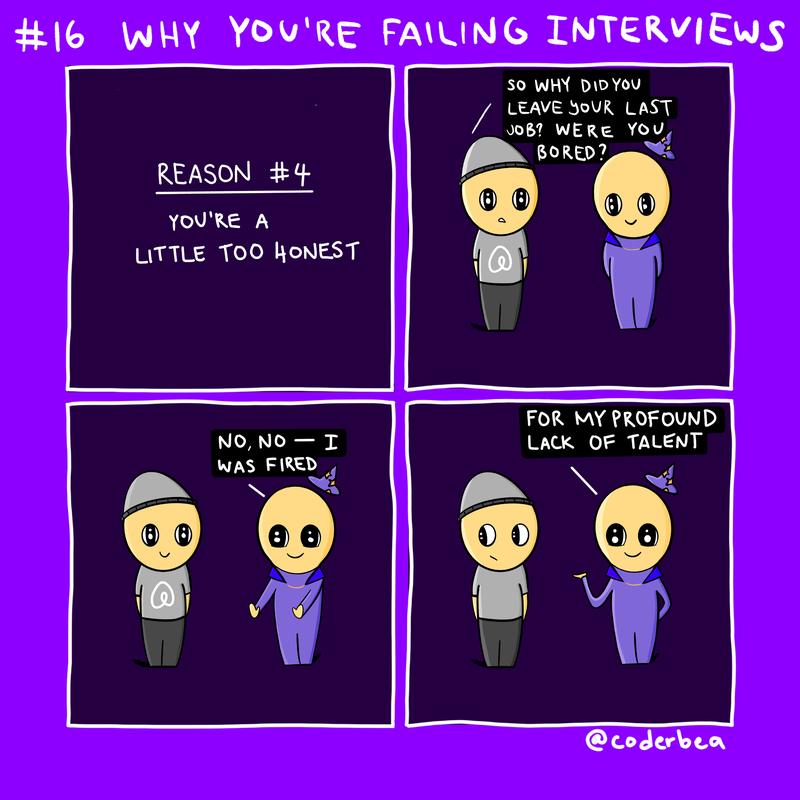 #16 WHY YOU'RE FAILING INTERVIEWS
REASON #4
YOU'RE A
LITTLE TOO HONEST
SO WHY DID YOU
LEAVE YOUR LAST
JOB? WERE YOU
BORED?
NO, NO — I
WAS FIRED
FOR MY PROFOUND
LACK OF TALENT
@coderbea